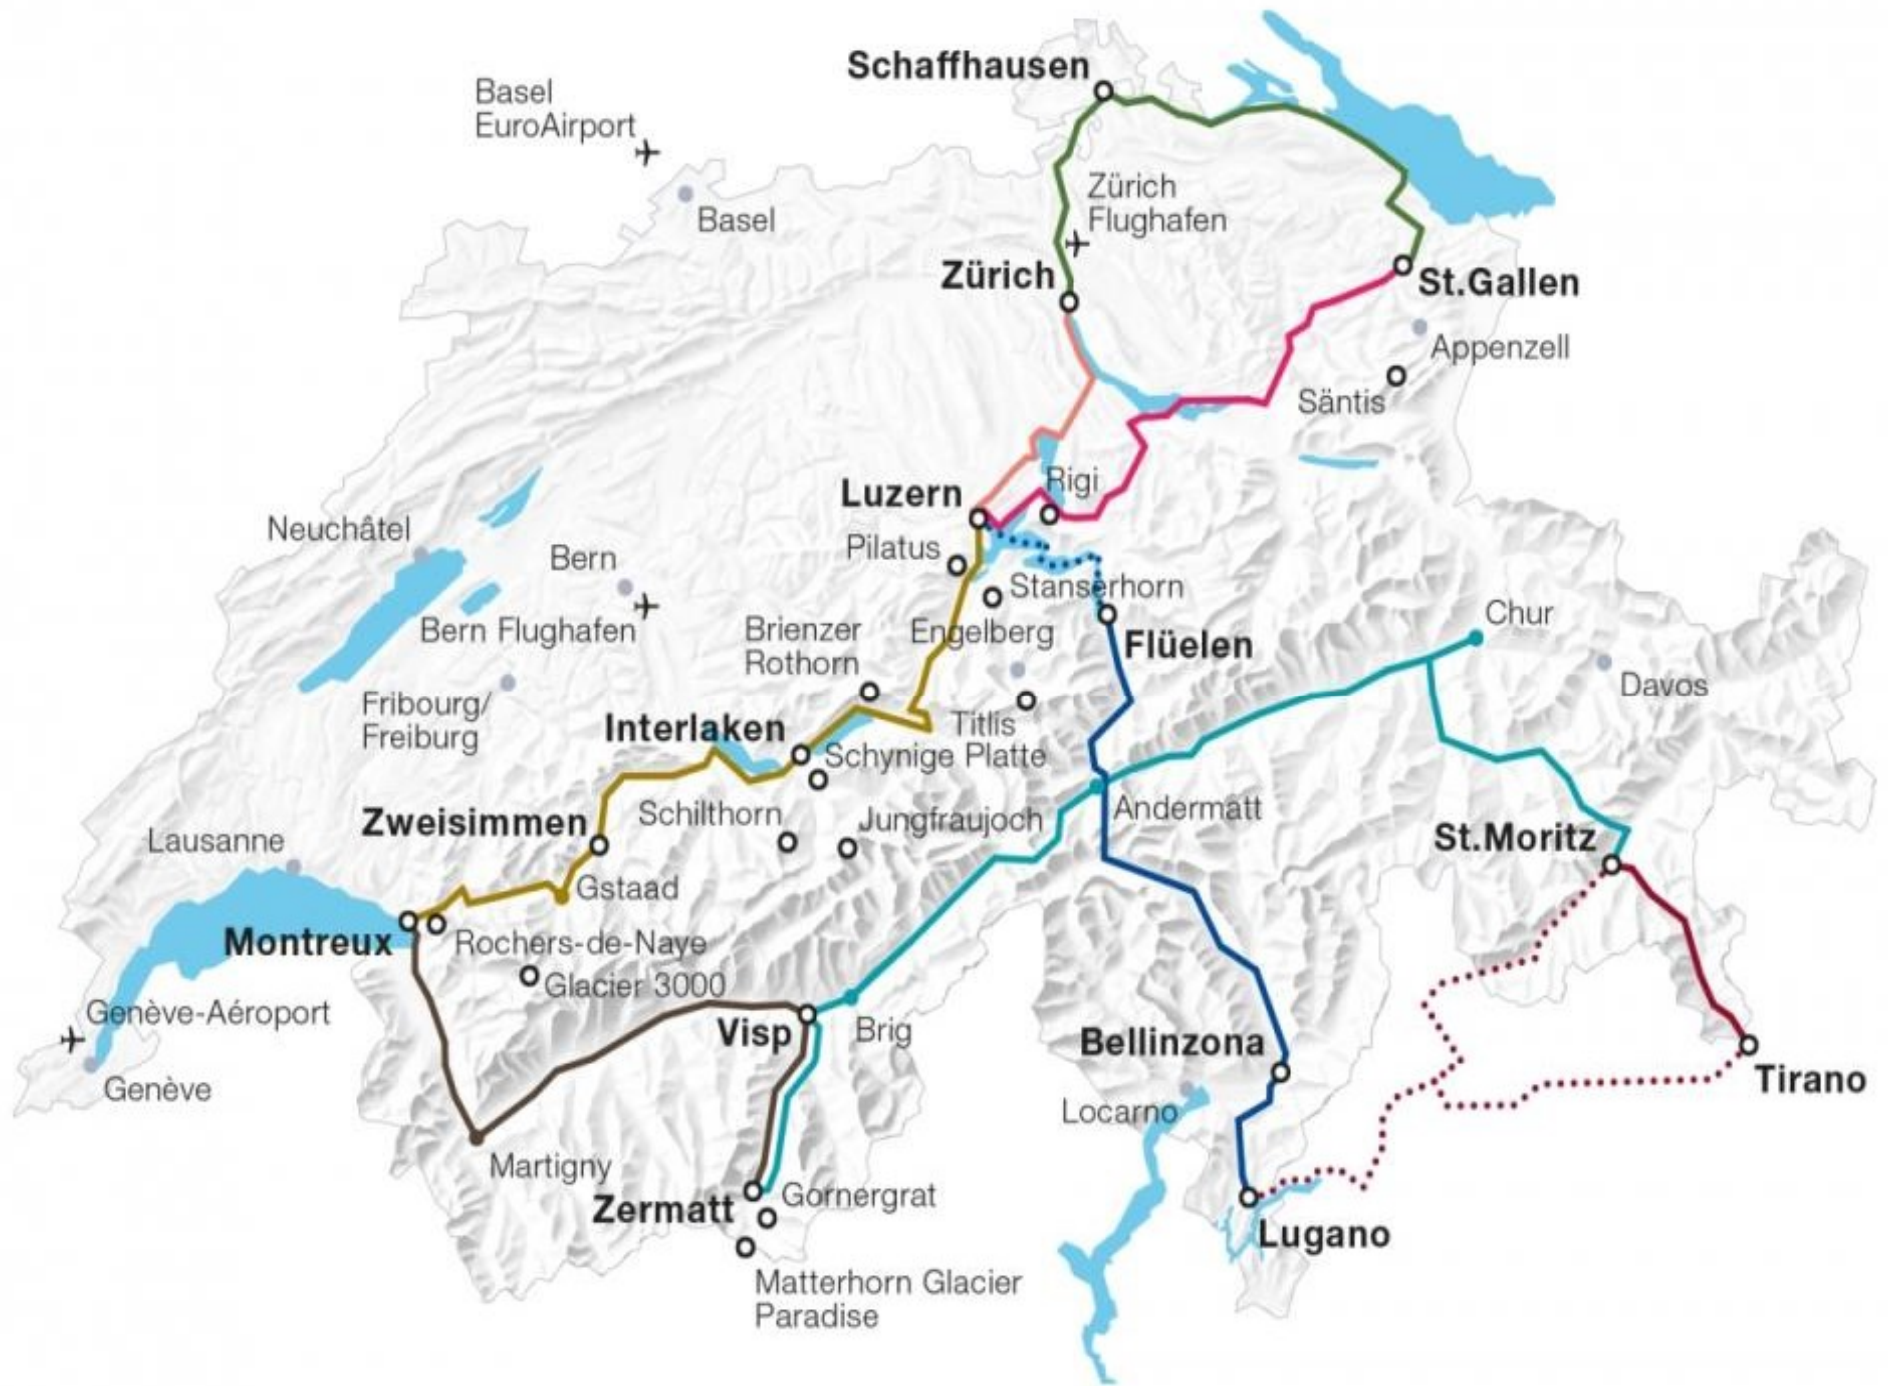 Schaffhausen
Basel
EuroAirport
Zürich
Flughafen
Basel
Zürich
St.Gallen
Appenzell
Säntis
Rigi
Luzern
Neuchâtel
Pilatus
Bern
Stanserhorn
Chur
Bern Flughafen
Brienzer
Rothorn
Engelberg
Flüelen
Davos
Fribourg/
Freiburg
Interlaken
Titlis
Schynige Platte
Schilthorn
Jungfraujoch
Andermatt
Zweisimmen
Lausanne
St.Moritz
Gstaad
Montreux
Rochers-de-Naye
Glacier 3000
Genève-Aéroport
Visp
Brig
Bellinzona
Tirano
Genève
Locarno
Martigny
Gornergrat
Zermatt
Lugano
Matterhorn Glacier
Paradise